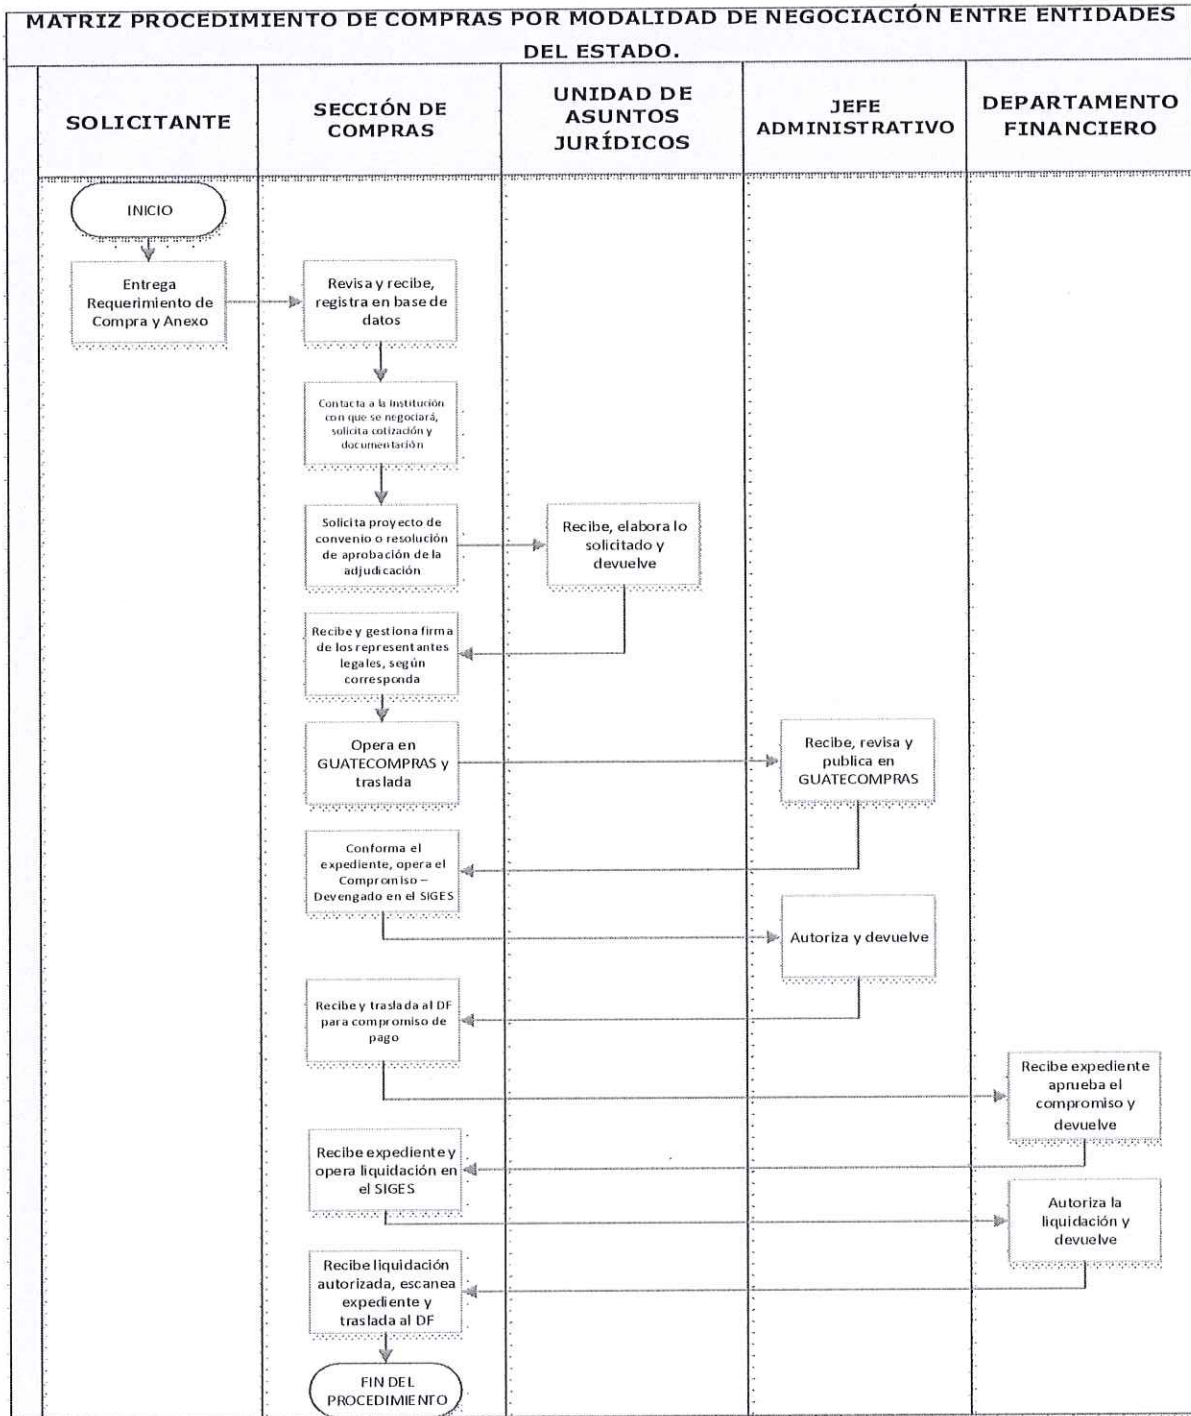 MATRIZ PROCEDIMIENTO DE COMPRAS POR MODALIDAD DE NEGOCIACIÓN ENTRE ENTIDADES
DEL ESTADO.
SOLICITANTE
SECCIÓN DE
COMPRAS
UNIDAD DE
ASUNTOS
JURÍDICOS
JEFE
ADMINISTRATIVO
DEPARTAMENTO
FINANCIERO
INICIO
Entrega
Requerimiento de
Compra y Anexo
Revisa y recibe,
registra en base de
datos
Contacta a la institución
con que se negociará,
solicita cotización y
documentación
Solicita proyecto de
convenio o resolución
de aprobación de la
adjudicación
Recibe, elabora lo
solicitado y
devuelve
Recibe y gestiona firma
de los representantes
legales, según
corresponda
Opera en
GUATECOMPRAS y
traslada
Recibe, revisa y
publica en
GUATECOMPRAS
Conforma el
expediente, opera el
Compromiso –
Devengado en el SIGES
Autoriza y devuelve
Recibe y traslada al DF
para compromiso de
pago
Recibe expediente
aprueba el
compromiso y
devuelve
Recibe expediente y
opera liquidación en
el SIGES
Autoriza la
liquidación y
devuelve
Recibe liquidación
autorizada, escanea
expediente y
traslada al DF
FIN DEL
PROCEDIMIENTO